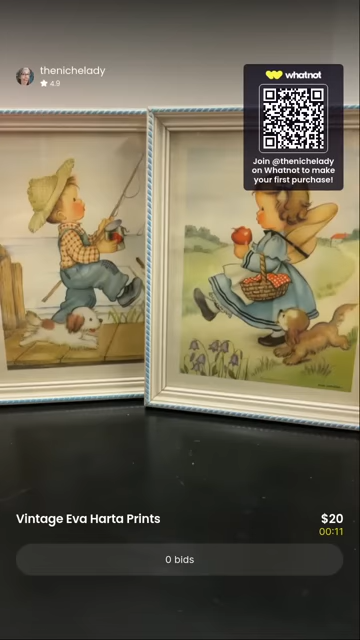 thenichelady
4.9
whatnot
Join @thenichelady
on Whatnot to make
your first purchase!
Vintage Eva Harta Prints
$20
00:11
0 bids